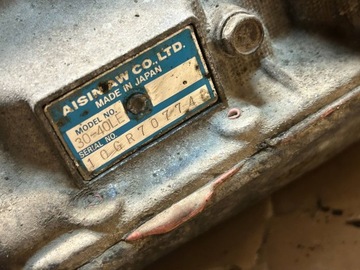 AISIN AW CO., LTD.
MADE IN JAPAN
MODEL NO.
30-40LE
SERIAL NO.
10GR70774